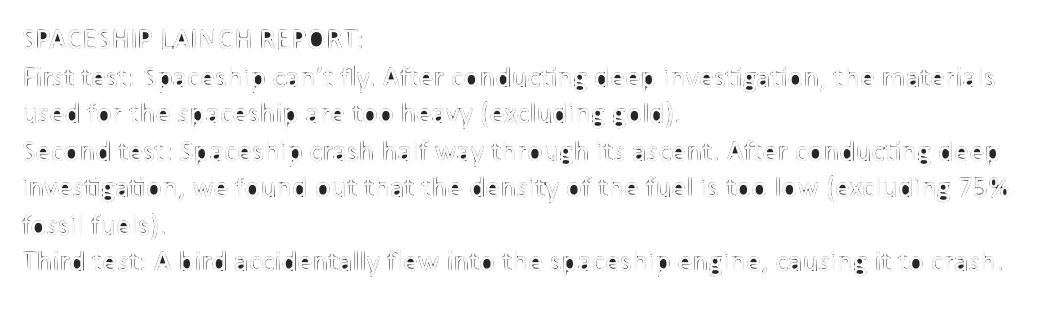 SPACESHIP LAINCH REPORT:
First test: Spaceship can't fly. After conducting deep investigation, the materials
used for the spaceship are too heavy (excluding gold).
Second test: Spaceship crash half way through its ascent. After conducting deep
investigation, we found out that the density of the fuel is too low (excluding 75%
fossil fuels).
Third test: A bird accidentally flew into the spaceship engine, causing it to crash.